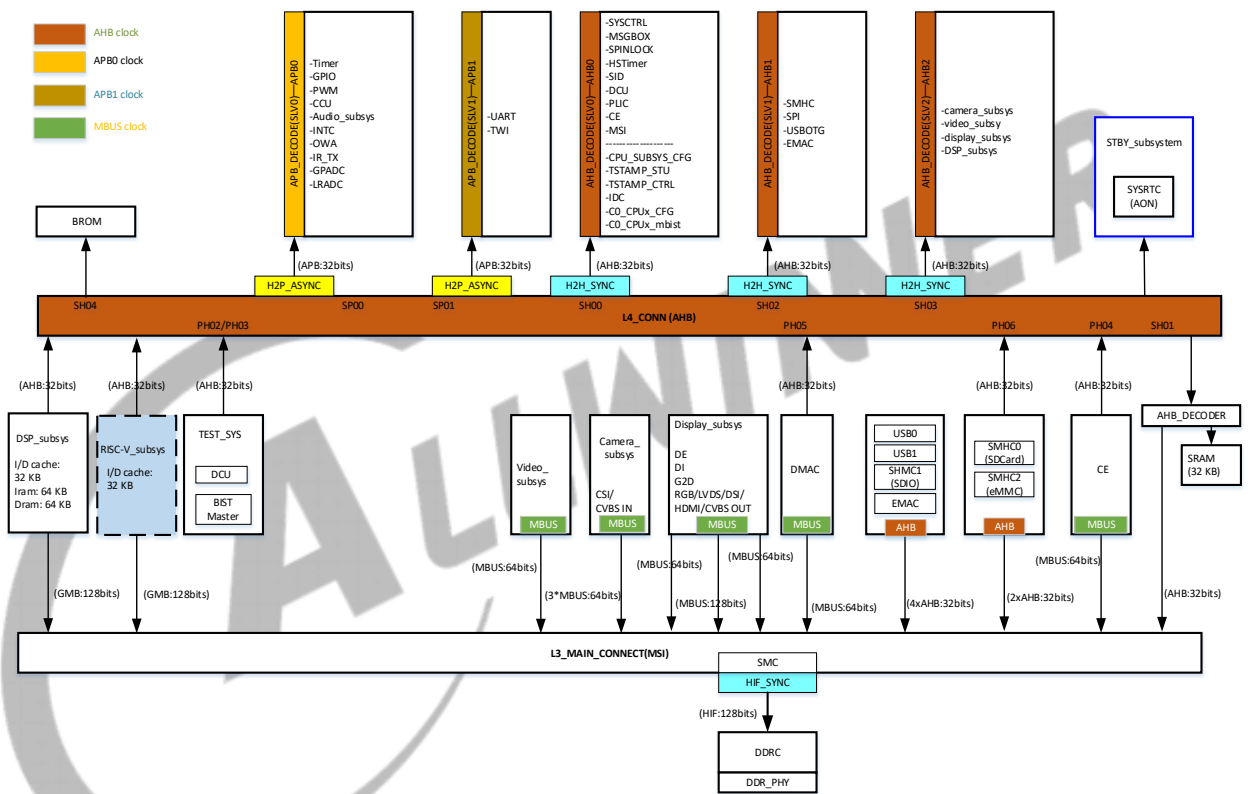 AHB clock
APB0 clock
APB1 clock
MBUS clock
APB_DECODE(SLV0)—APB0
-Timer
-GPIO
-PWM
-CCU
-Audio_subsys
-INTC
-OWA
-IR_TX
-GPADC
-LRADC
APB_DECODE(SLV1)—APB1
-UART
-TWI
AHB_DECODE(SLV0)—AHB0
-SYSCTRL
-MSGBOX
-SPINLOCK
-HSTimer
-SID
-DCU
-PLIC
-CE
-MSI
--------------------
-CPU_SUBSYS_CFG
-TSTAMP_STU
-TSTAMP_CTRL
-IDC
-C0_CPUx_CFG
-C0_CPUx_mbist
AHB_DECODE(SLV1)—AHB1
-SMHC
-SPI
-USBOTG
-EMAC
AHB_DECODE(SLV2)—AHB2
-camera_subsys
-video_subsy
-display_subsys
-DSP_subsys
STBY_subsystem
SYSRTC
(AON)
BROM
(APB:32bits)
(APB:32bits)
(AHB:32bits)
(AHB:32bits)
(AHB:32bits)
H2P_ASYNC
H2P_ASYNC
H2H_SYNC
H2H_SYNC
H2H_SYNC
SH04
SP00
SP01
SH00
SH02
SH03
L4_CONN (AHB)
PH02/PH03
PH05
PH06
PH04
SH01
(AHB:32bits)
(AHB:32bits)
(AHB:32bits)
(AHB:32bits)
(AHB:32bits)
(AHB:32bits)
DSP_subsys
I/D cache:
32 KB
Iram: 64 KB
Dram: 64 KB
RISC-V_subsys
I/D cache:
32 KB
TEST_SYS
DCU
BIST
Master
Video_
subsys
MBUS
Camera_
subsys
CSI/
CVBS IN
MBUS
Display_subsys
DE
DI
G2D
RGB/LVDS/DSI/
HDMI/CVBS OUT
MBUS
DMAC
MBUS
USB0
USB1
SHMC1
(SDIO)
EMAC
AHB
SMHC0
(SDCard)
SMHC2
(eMMC)
AHB
CE
MBUS
AHB_DECODER
SRAM
(32 KB)
(GMB:128bits)
(GMB:128bits)
(MBUS:64bits)
(3*MBUS:64bits)
(MBUS:64bits)
(MBUS:128bits)
(MBUS:64bits)
(MBUS:64bits)
(4xAHB:32bits)
(2xAHB:32bits)
(MBUS:64bits)
(AHB:32bits)
L3_MAIN_CONNECT(MSI)
SMC
HIF_SYNC
(HIF:128bits)
DDRC
DDR_PHY
ALLWINNER